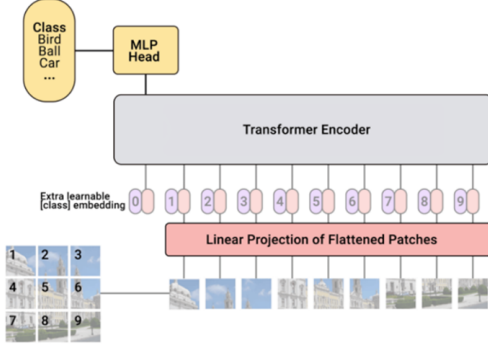 Class
Bird
Ball
Car
...
MLP
Head
Transformer Encoder
Extra learnable
[class] embedding
0 1 2 3 4 5 6 7 8 9
Linear Projection of Flattened Patches
1 2 3
4 5 6
7 8 9